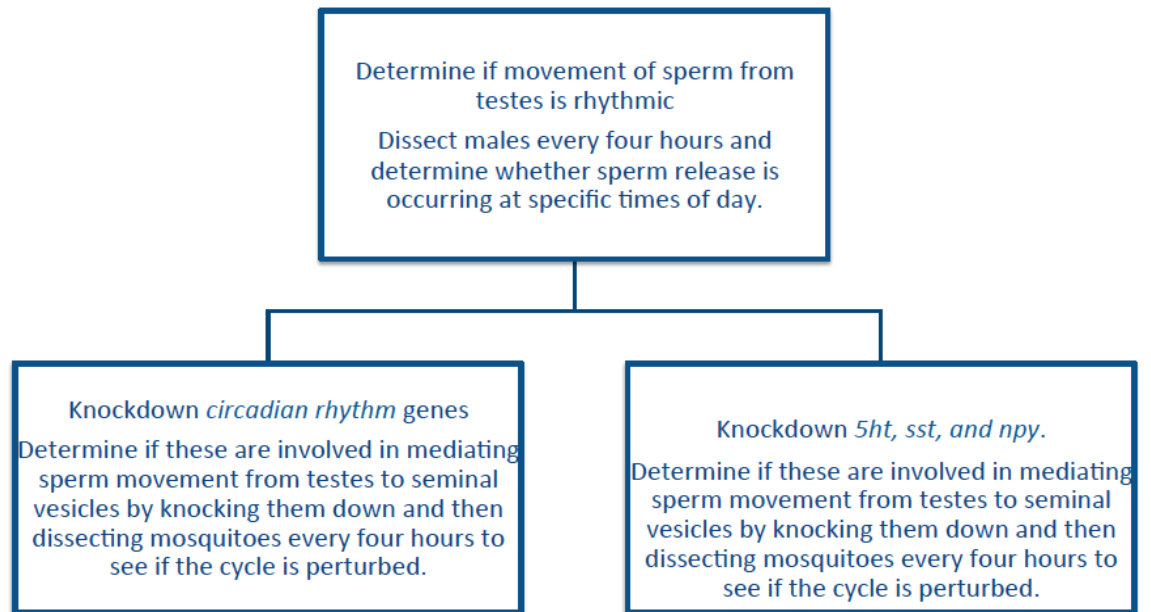 Determine if movement of sperm from
testes is rhythmic
Dissect males every four hours and
determine whether sperm release is
occurring at specific times of day.
Knockdown circadian rhythm genes
Determine if these are involved in mediating
sperm movement from testes to seminal
vesicles by knocking them down and then
dissecting mosquitoes every four hours to
see if the cycle is perturbed.
Knockdown 5ht, sst, and npy.
Determine if these are involved in mediating
sperm movement from testes to seminal
vesicles by knocking them down and then
dissecting mosquitoes every four hours to
see if the cycle is perturbed.